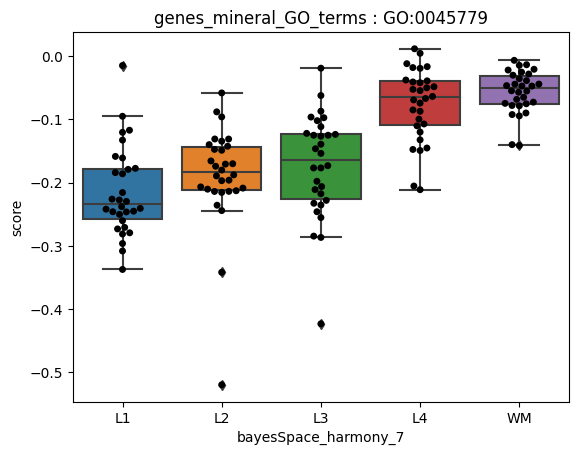 genes_mineral_GO_terms : GO:0045779
0.0
−0.1
−0.2
−0.3
−0.4
−0.5
score
L1 L2 L3 L4 WM
bayesSpace_harmony_7